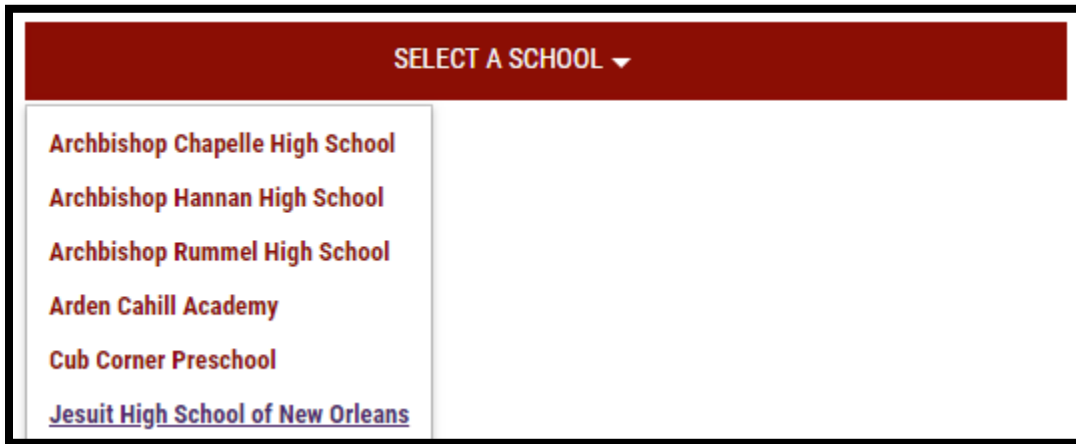 SELECT A SCHOOL
Archbishop Chapelle High School
Archbishop Hannan High School
Archbishop Rummel High School
Arden Cahill Academy
Cub Corner Preschool
Jesuit High School of New Orleans